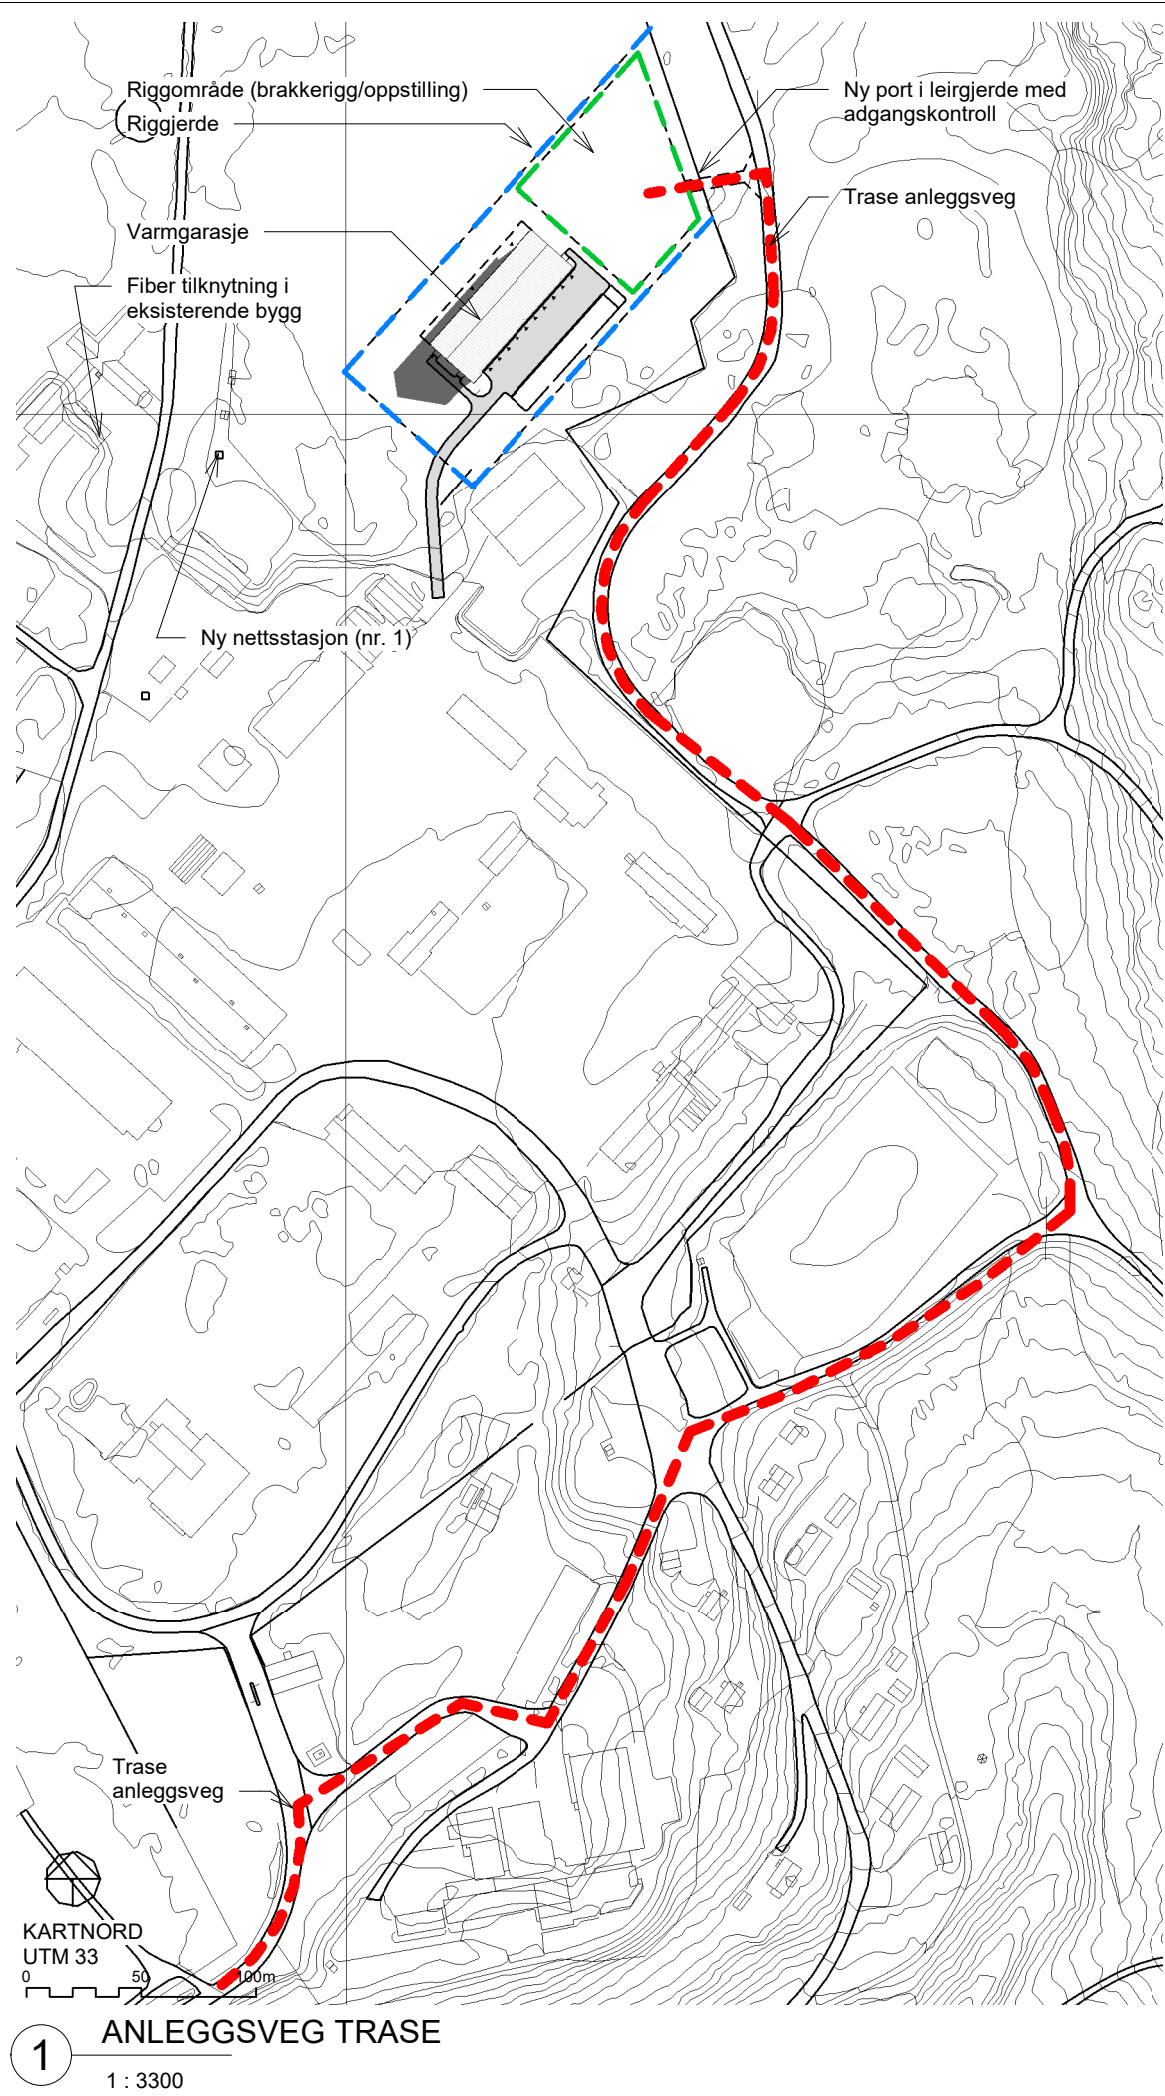 Riggområde (brakkerigg/oppstilling)
Riggjerde
Ny port i leirgjerde med
adgangskontroll
Trase anleggsveg
Varmgarasje
Fiber tilknytning i
eksisterende bygg
Ny nettsstasjon (nr. 1)
Trase
anleggsveg
KARTNORD
UTM 33
0 50 100m
1
ANLEGGSVEG TRASE
1 : 3300